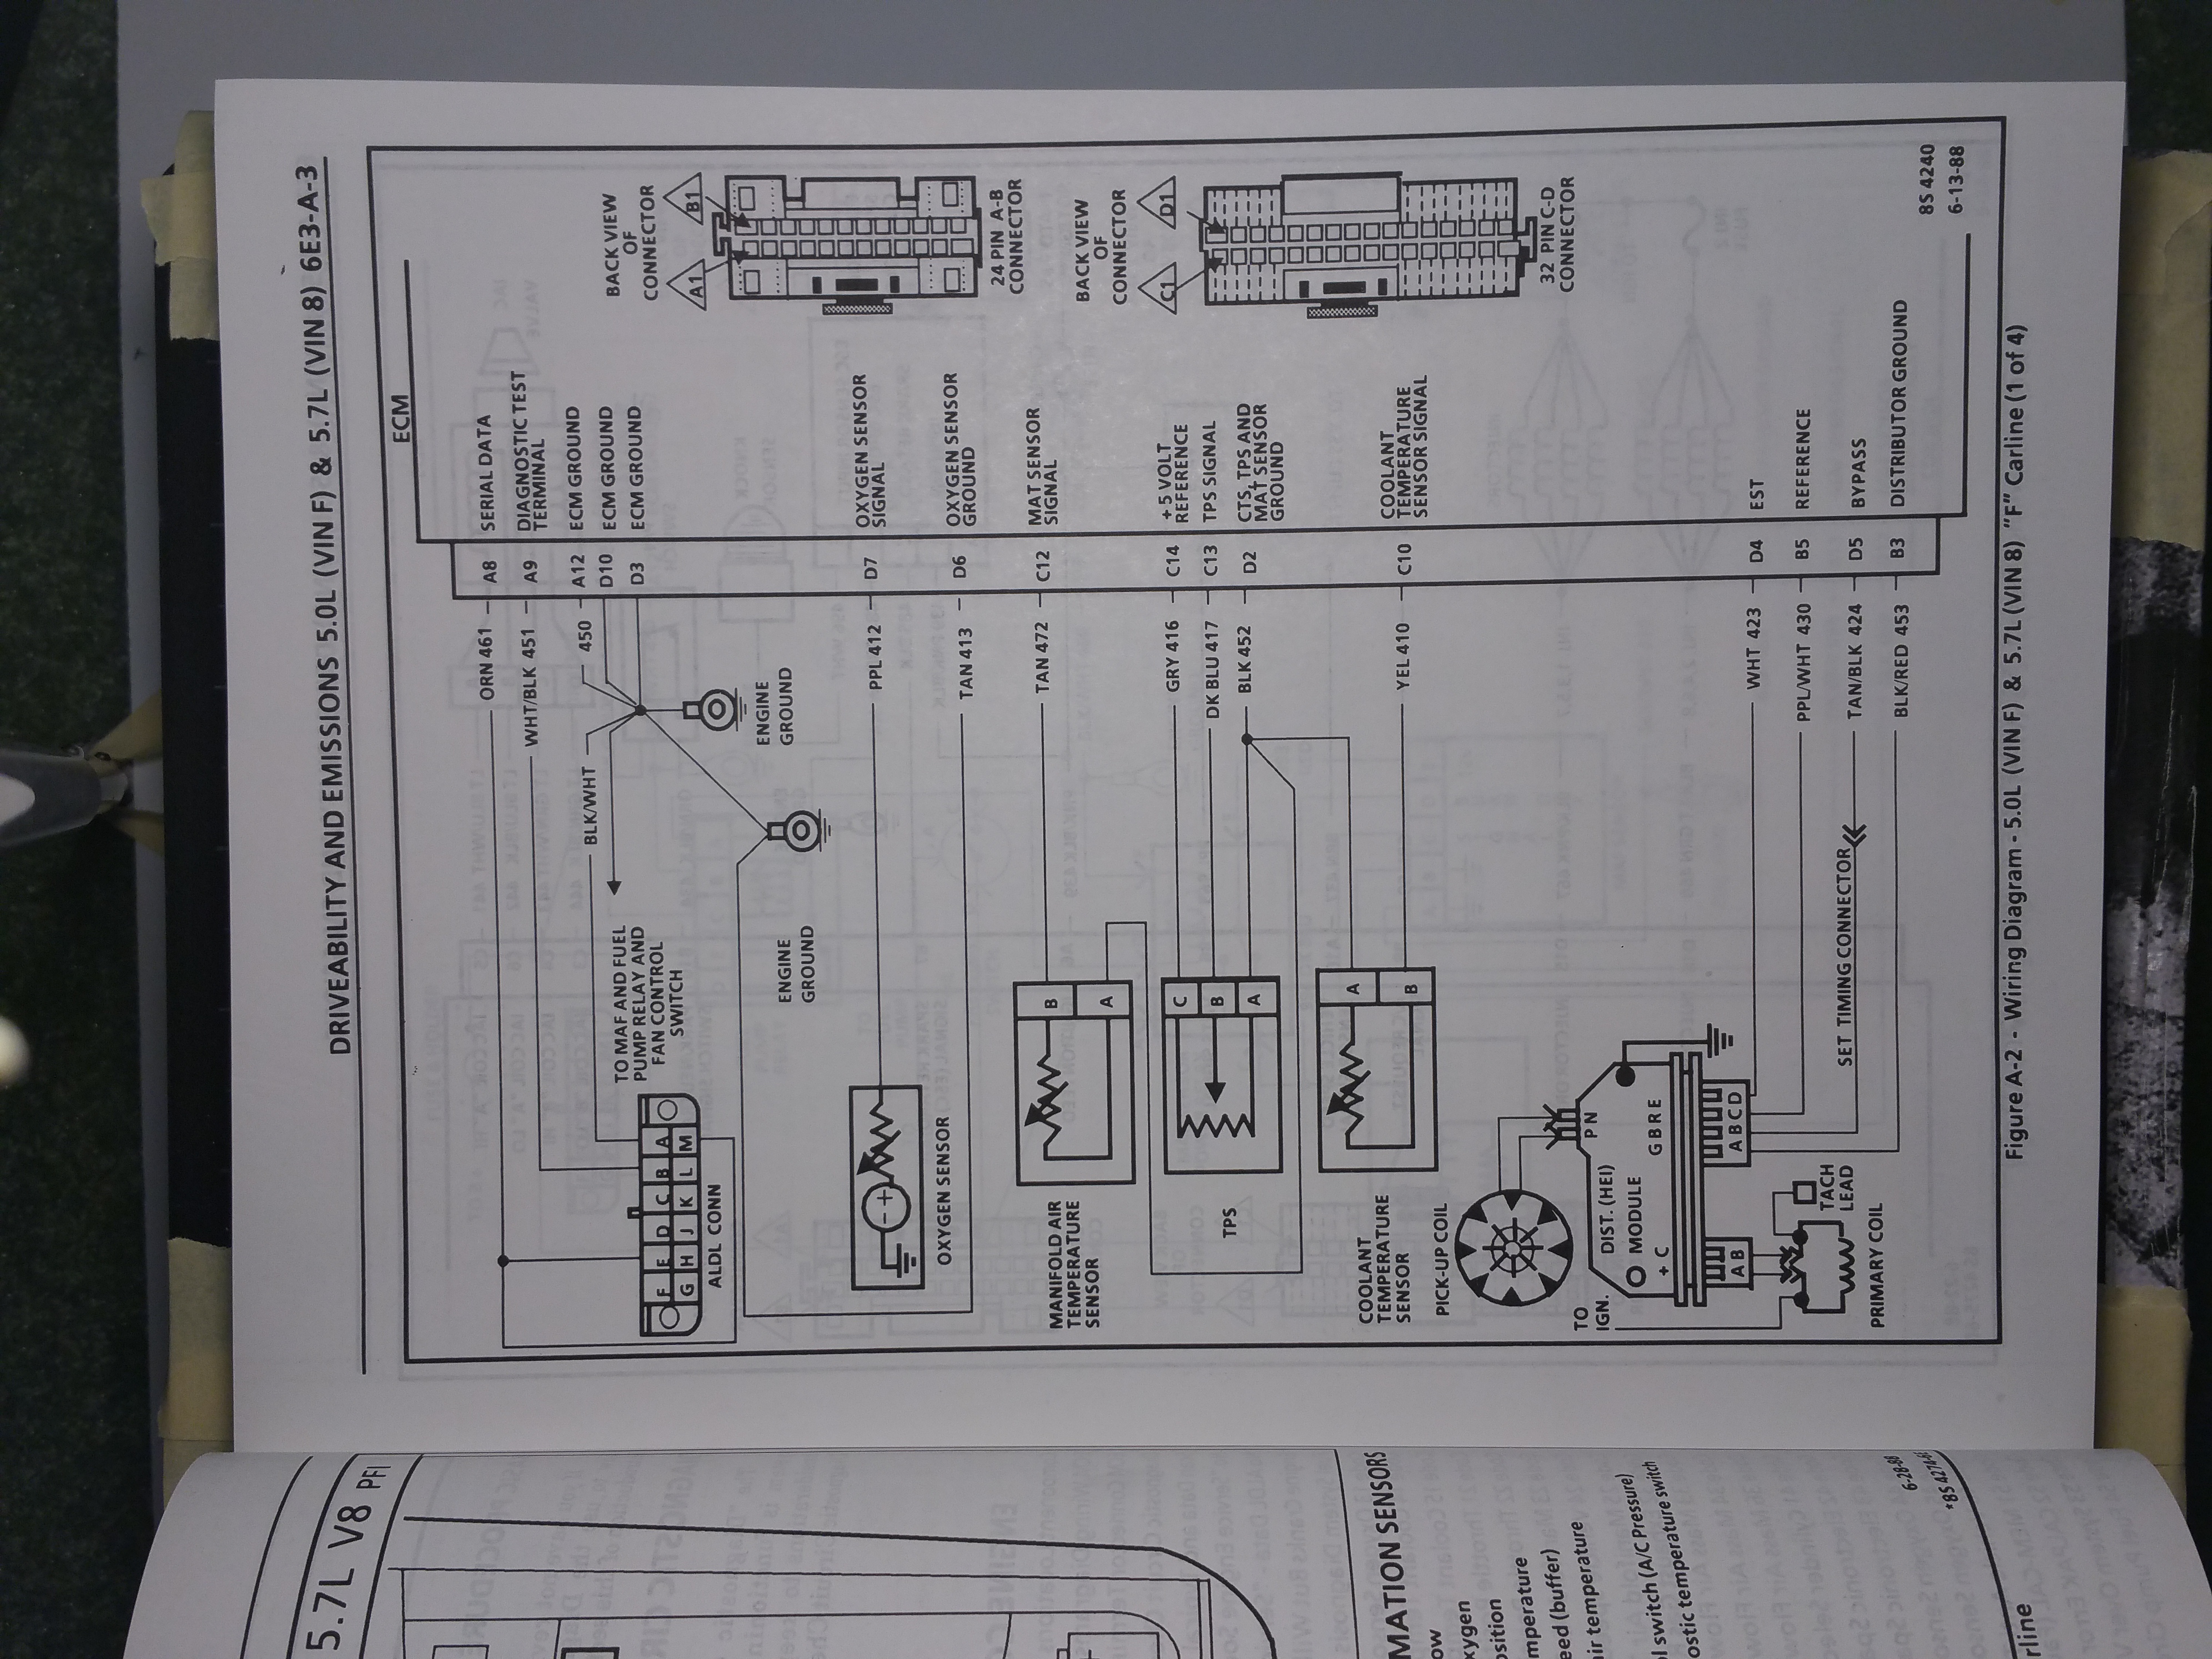 DRIVEABILITY AND EMISSIONS 5.0L (VIN F) & 5.7L (VIN 8) 6E3-A-3
ECM
ORN 461
A8
SERIAL DATA
WHT/BLK 451
A9
DIAGNOSTIC TEST
TERMINAL
450
A12
ECM GROUND
D10
ECM GROUND
D3
ECM GROUND
BLK/WHT
TO MAF AND FUEL
PUMP RELAY AND
FAN CONTROL
SWITCH
F E D C B A
G H J K L M
ALDL CONN
ENGINE
GROUND
ENGINE
GROUND
BACK VIEW
OF
CONNECTOR
A1
B1
24 PIN A-B
CONNECTOR
PPL 412
D7
OXYGEN SENSOR
SIGNAL
TAN 413
D6
OXYGEN SENSOR
GROUND
- +
OXYGEN SENSOR
TAN 472
C12
MAT SENSOR
SIGNAL
B
A
MANIFOLD AIR
TEMPERATURE
SENSOR
BACK VIEW
OF
CONNECTOR
C1
D1
32 PIN C-D
CONNECTOR
GRY 416
C14
+5 VOLT
REFERENCE
DK BLU 417
C13
TPS SIGNAL
BLK 452
D2
CTS, TPS AND
MAT SENSOR
GROUND
C
B
A
TPS
YEL 410
C10
COOLANT
TEMPERATURE
SENSOR SIGNAL
A
B
COOLANT
TEMPERATURE
SENSOR
PICK-UP COIL
P N
TO
IGN.
DIST. (HEI)
MODULE
+ C
G B R E
A B
A B C D
TACH
LEAD
PRIMARY COIL
WHT 423
D4
EST
PPL/WHT 430
B5
REFERENCE
SET TIMING CONNECTOR
TAN/BLK 424
D5
BYPASS
BLK/RED 453
B3
DISTRIBUTOR GROUND
8S 4240
6-13-88
Figure A-2 - Wiring Diagram - 5.0L (VIN F) & 5.7L (VIN 8) "F" Carline (1 of 4)
5.7L V8 PFI
MATION SENSORS
ow
xygen
osition
mperature
eed (buffer)
ir temperature
ol switch (A/C Pressure)
ostic temperature switch
6-28-88
rline